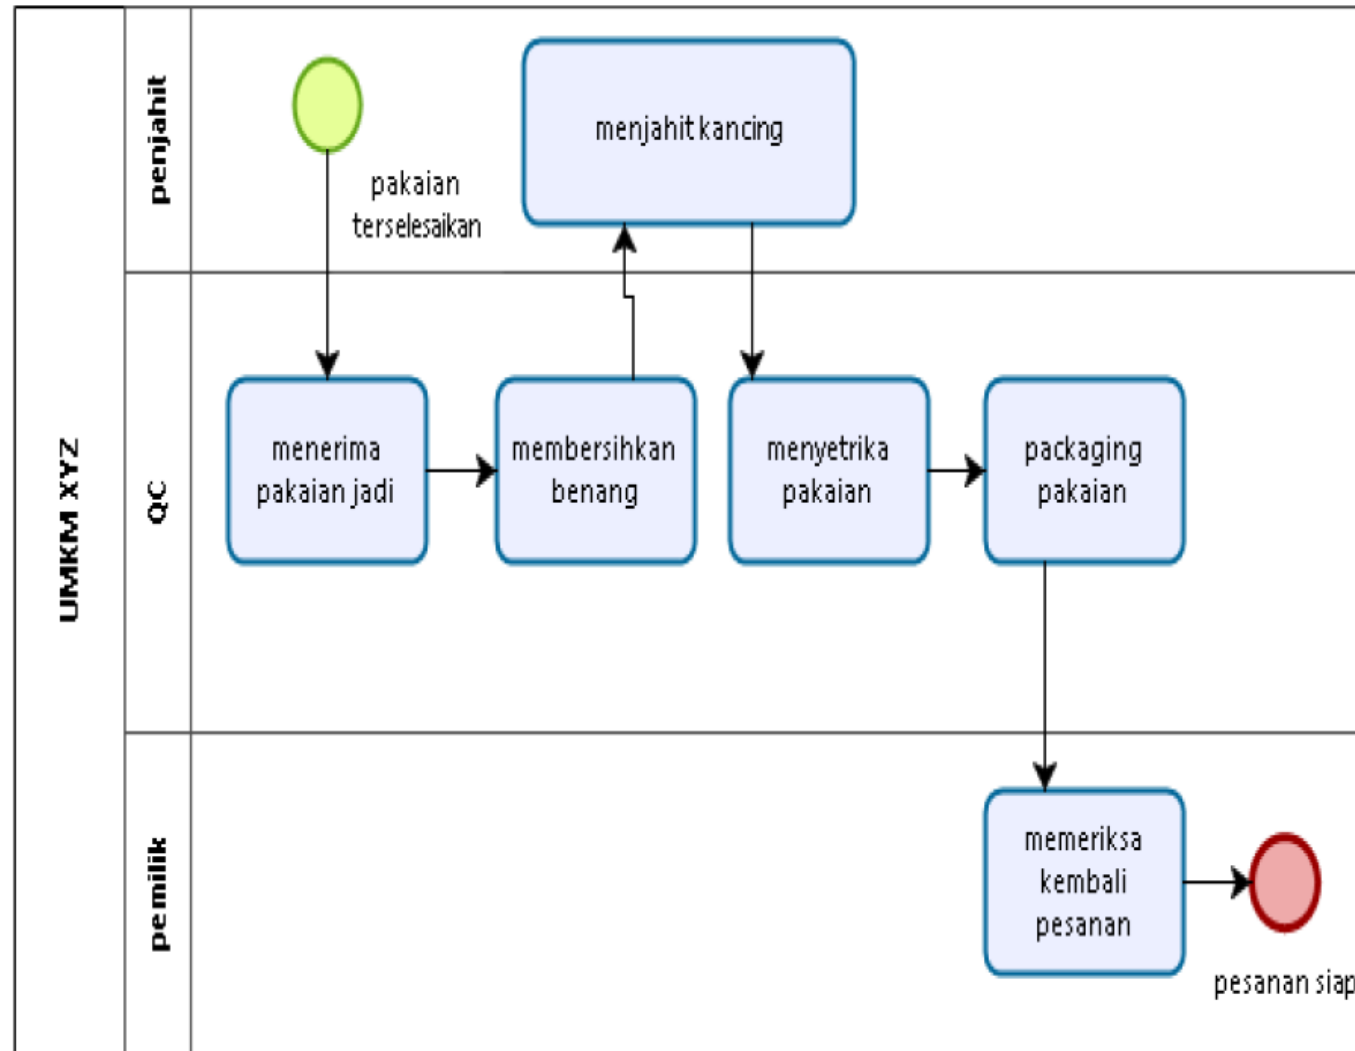 UMKM XYZ
penjahit
pakaian
terselesaikan
menjahit kancing
QC
menerima
pakaian jadi
membersihkan
benang
menyetrika
pakaian
packaging
pakaian
pemilik
memeriksa
kembali
pesanan
pesanan siap